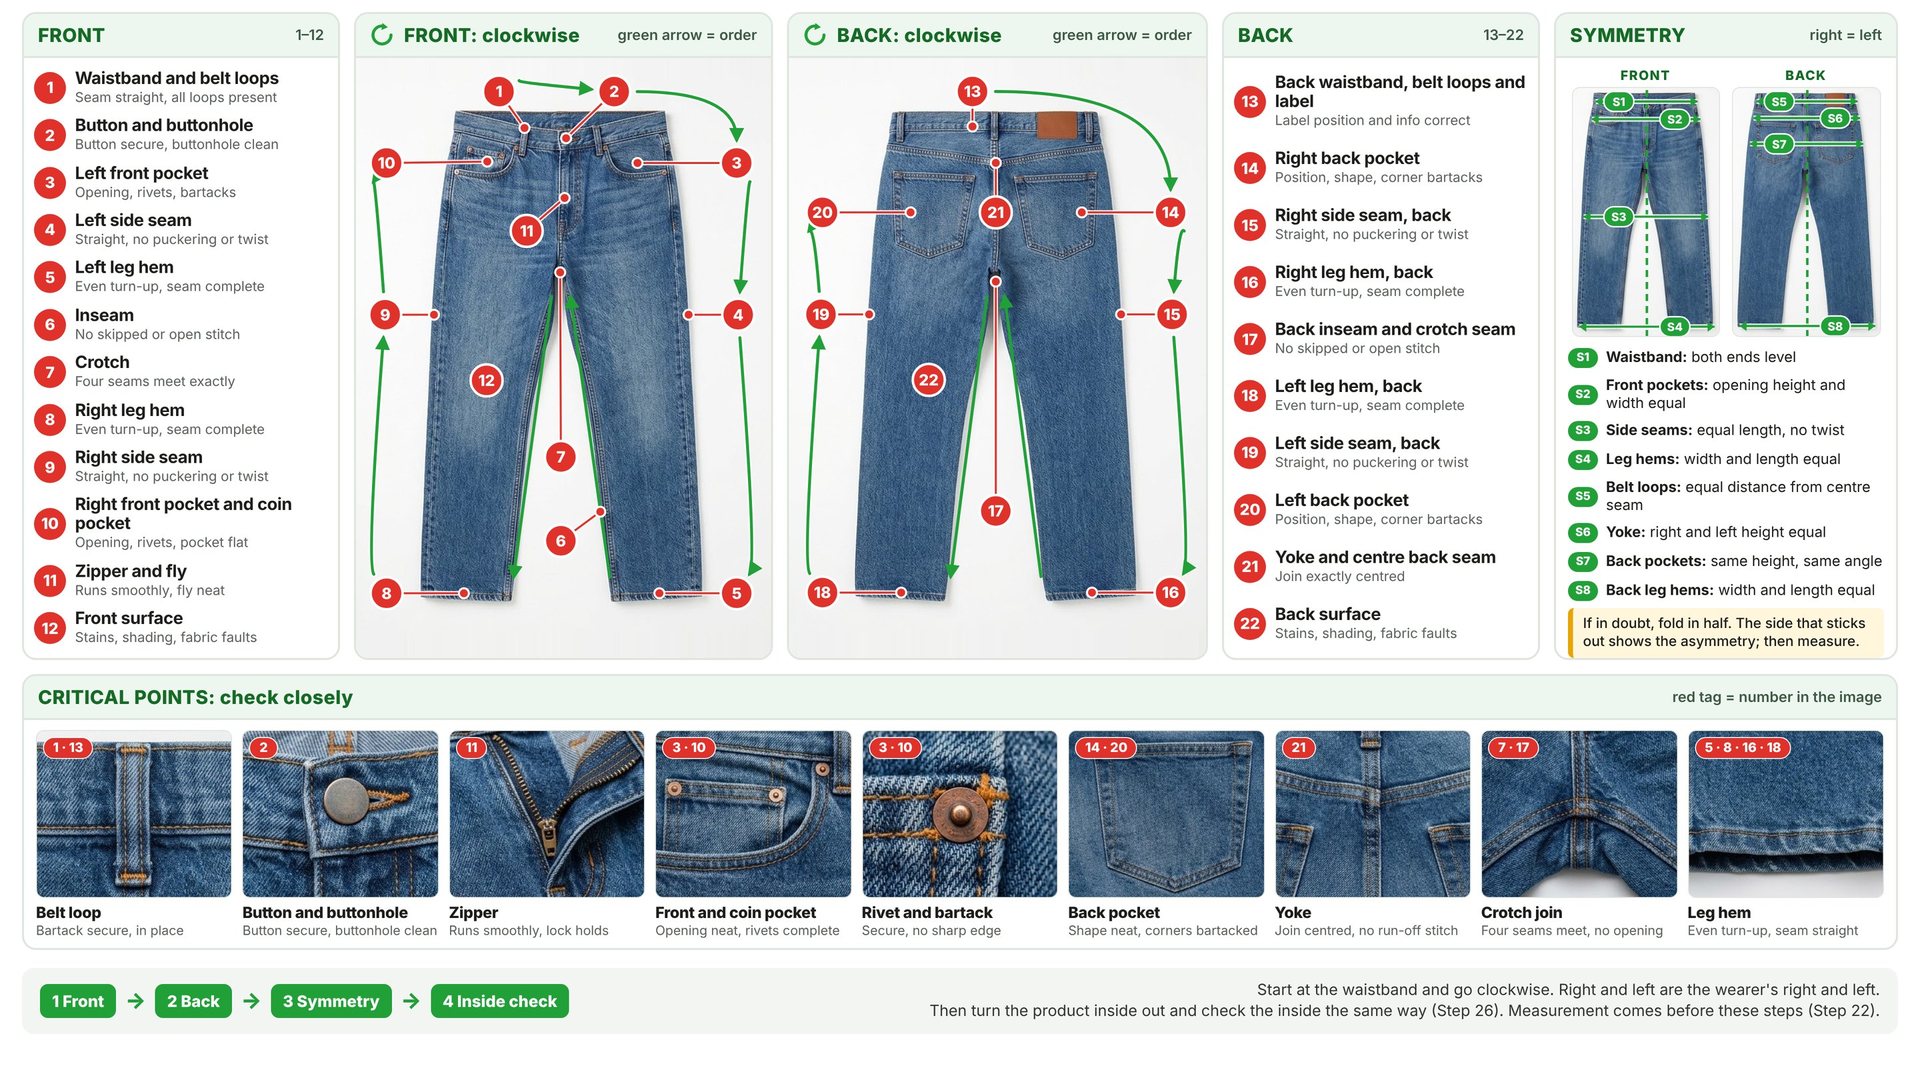 FRONT 1–12
1 Waistband and belt loops
Seam straight, all loops present
2 Button and buttonhole
Button secure, buttonhole clean
3 Left front pocket
Opening, rivets, bartacks
4 Left side seam
Straight, no puckering or twist
5 Left leg hem
Even turn-up, seam complete
6 Inseam
No skipped or open stitch
7 Crotch
Four seams meet exactly
8 Right leg hem
Even turn-up, seam complete
9 Right side seam
Straight, no puckering or twist
10 Right front pocket and coin
pocket
Opening, rivets, pocket flat
11 Zipper and fly
Runs smoothly, fly neat
12 Front surface
Stains, shading, fabric faults
FRONT: clockwise green arrow = order
1 2
10 3
11
9 4
12
7
6
8 5
BACK: clockwise green arrow = order
13
20 21 14
19 15
22
17
18 16
BACK 13–22
13 Back waistband, belt loops and
label
Label position and info correct
14 Right back pocket
Position, shape, corner bartacks
15 Right side seam, back
Straight, no puckering or twist
16 Right leg hem, back
Even turn-up, seam complete
17 Back inseam and crotch seam
No skipped or open stitch
18 Left leg hem, back
Even turn-up, seam complete
19 Left side seam, back
Straight, no puckering or twist
20 Left back pocket
Position, shape, corner bartacks
21 Yoke and centre back seam
Join exactly centred
22 Back surface
Stains, shading, fabric faults
SYMMETRY right = left
FRONT BACK
S1 S5
S2 S6
S7
S3
S4 S8
S1 Waistband: both ends level
S2 Front pockets: opening height and
width equal
S3 Side seams: equal length, no twist
S4 Leg hems: width and length equal
S5 Belt loops: equal distance from centre
seam
S6 Yoke: right and left height equal
S7 Back pockets: same height, same angle
S8 Back leg hems: width and length equal
If in doubt, fold in half. The side that sticks
out shows the asymmetry; then measure.
CRITICAL POINTS: check closely red tag = number in the image
1 · 13
Belt loop
Bartack secure, in place
2
Button and buttonhole
Button secure, buttonhole clean
11
Zipper
Runs smoothly, lock holds
3 · 10
Front and coin pocket
Opening neat, rivets complete
3 · 10
Rivet and bartack
Secure, no sharp edge
14 · 20
Back pocket
Shape neat, corners bartacked
21
Yoke
Join centred, no run-off stitch
7 · 17
Crotch join
Four seams meet, no opening
5 · 8 · 16 · 18
Leg hem
Even turn-up, seam straight
1 Front → 2 Back → 3 Symmetry → 4 Inside check
Start at the waistband and go clockwise. Right and left are the wearer's right and left.
Then turn the product inside out and check the inside the same way (Step 26). Measurement comes before these steps (Step 22).